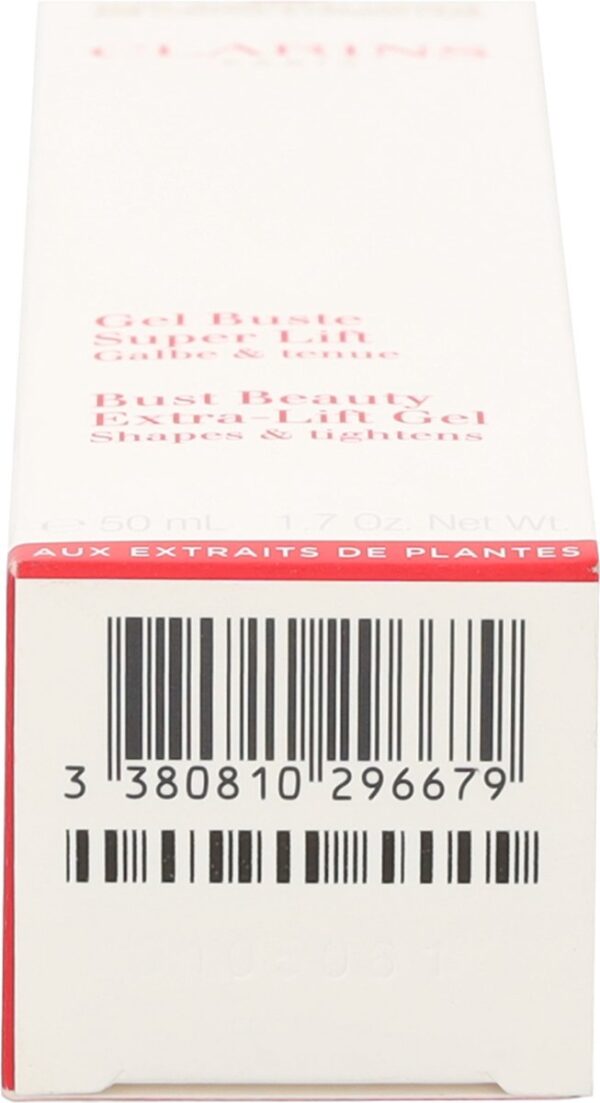 CLARINS
Gel Buste
Super Lift
Galbe & tenue
Bust Beauty
Extra-Lift Gel
Shapes & tightens
℮ 50 mL 1.7 Oz. Net Wt.
AUX EXTRAITS DE PLANTES
3 380810 296679